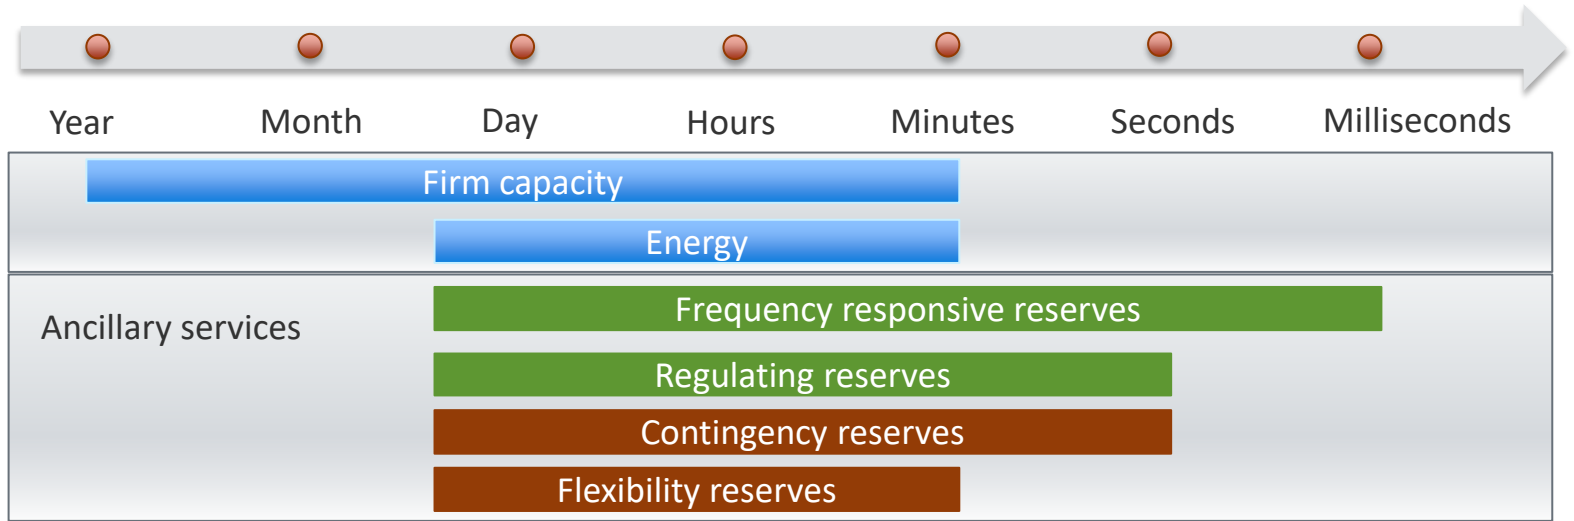 Year Month Day Hours Minutes Seconds Milliseconds
Firm capacity
Energy
Ancillary services
Frequency responsive reserves
Regulating reserves
Contingency reserves
Flexibility reserves